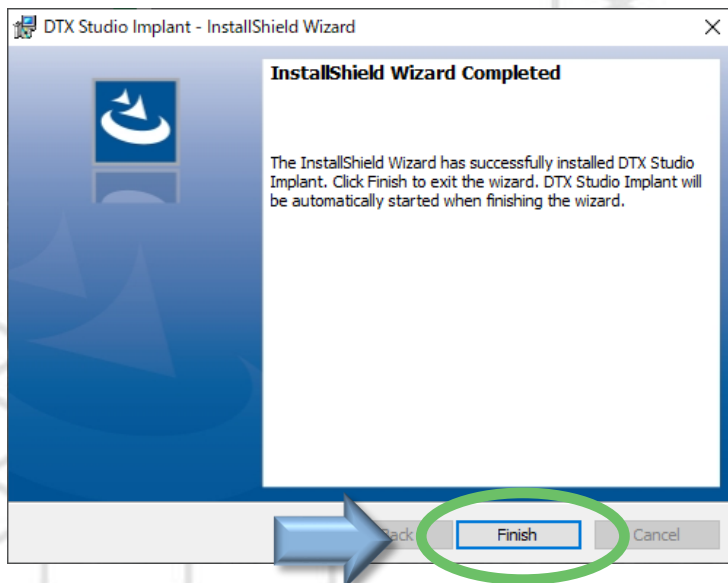 DTX Studio Implant - InstallShield Wizard
InstallShield Wizard Completed
The InstallShield Wizard has successfully installed DTX Studio
Implant. Click Finish to exit the wizard. DTX Studio Implant will
be automatically started when finishing the wizard.
Back Finish Cancel